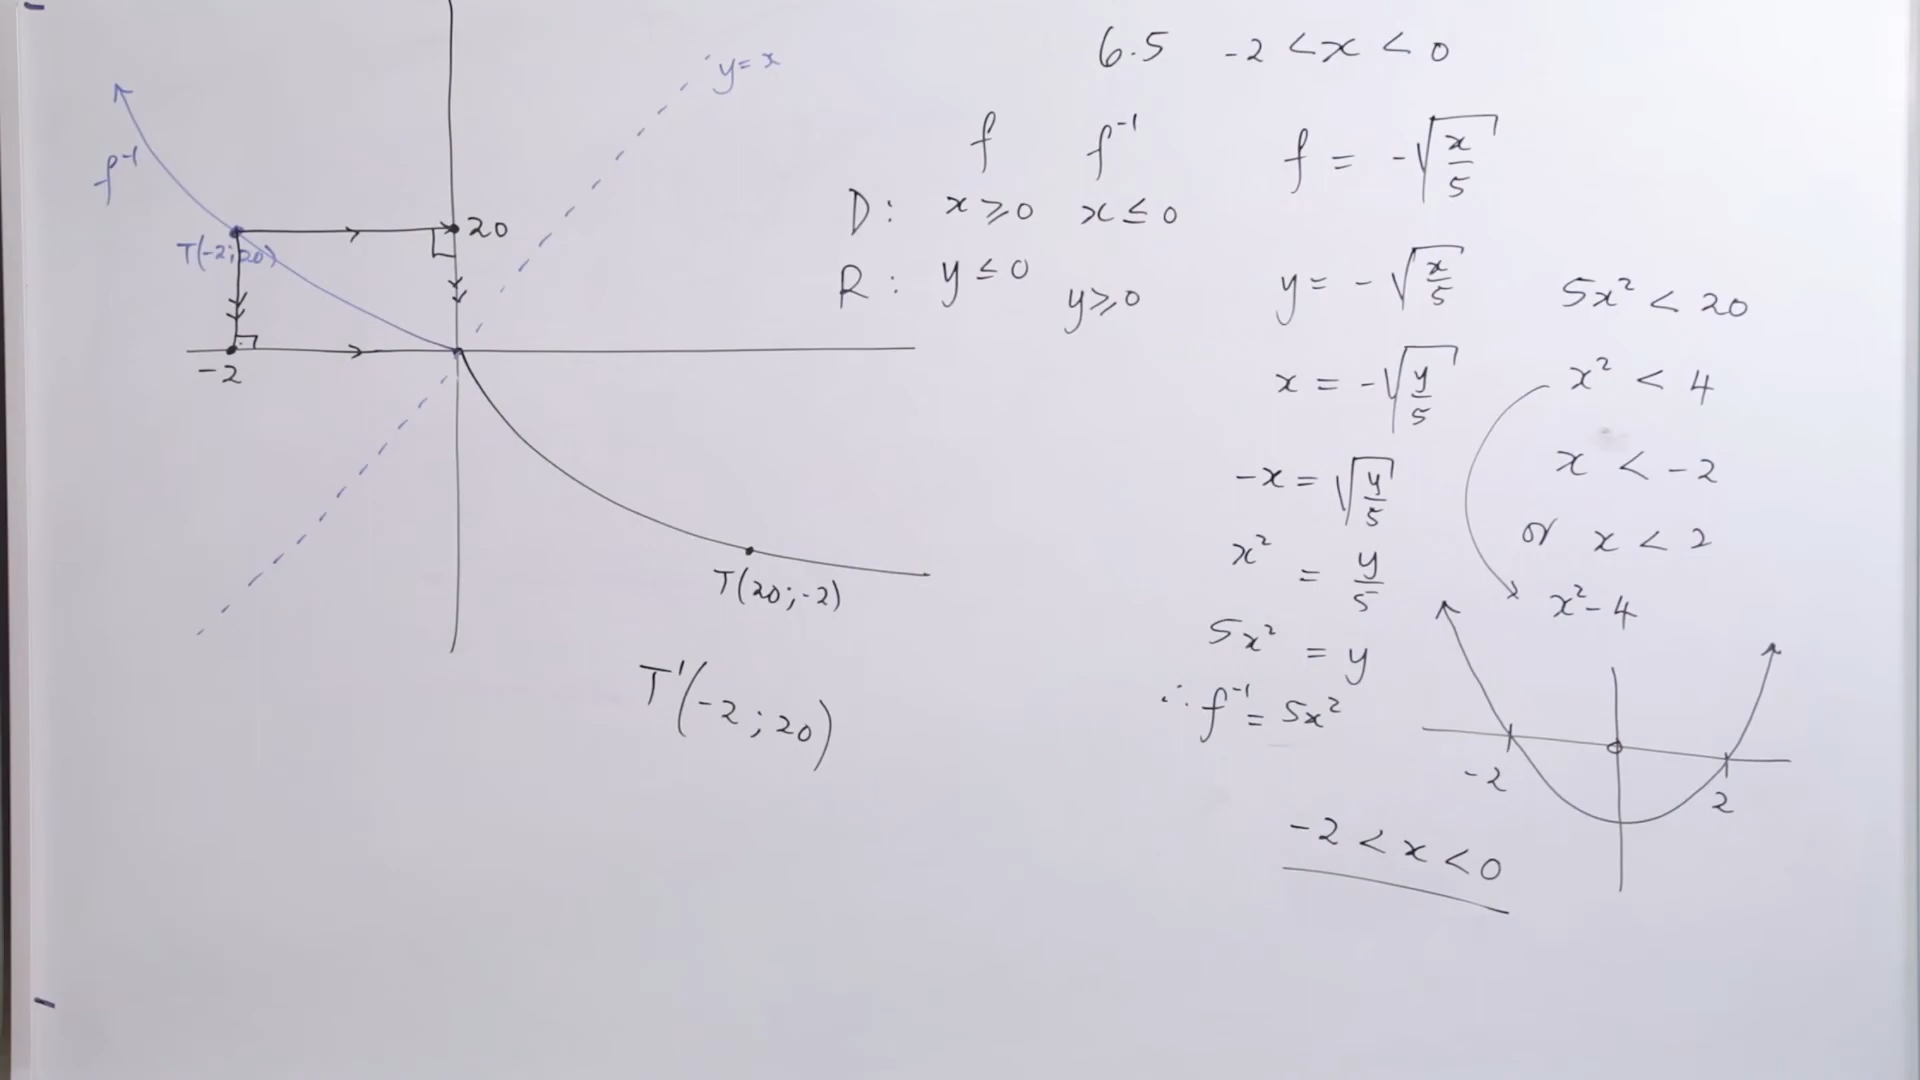 y = x
f⁻¹
T(-2;20)
20
-2
T(20;-2)
T'(-2;20)
6.5 -2 < x < 0
f f⁻¹
D: x ≥ 0 x ≤ 0
R: y ≤ 0 y ≥ 0
f = -√(x/5)
y = -√(x/5)
x = -√(y/5)
-x = √(y/5)
x² = y/5
5x² = y
∴ f⁻¹ = 5x²
5x² < 20
x² < 4
x < -2
or x < 2
x² - 4
-2
2
-2 < x < 0